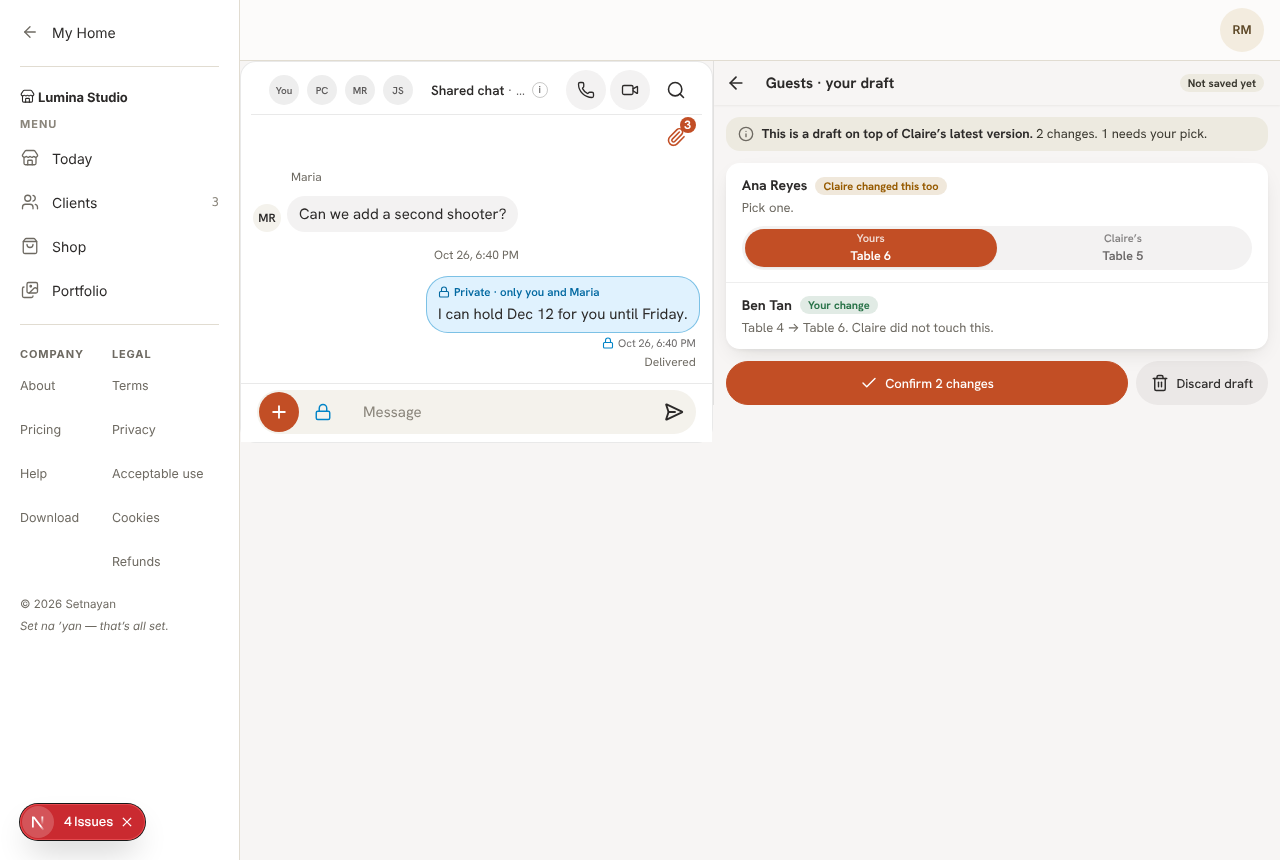 My Home
Lumina Studio
MENU
Today
Clients 3
Shop
Portfolio
COMPANY LEGAL
About Terms
Pricing Privacy
Help Acceptable use
Download Cookies
Refunds
© 2026 Setnayan
Set na ’yan — that’s all set.
N 4 Issues
RM
You PC MR JS Shared chat · ...
3
Maria
MR Can we add a second shooter?
Oct 26, 6:40 PM
Private · only you and Maria
I can hold Dec 12 for you until Friday.
Oct 26, 6:40 PM
Delivered
Message
Guests · your draft Not saved yet
This is a draft on top of Claire’s latest version. 2 changes. 1 needs your pick.
Ana Reyes Claire changed this too
Pick one.
Yours Claire’s
Table 6 Table 5
Ben Tan Your change
Table 4 → Table 6. Claire did not touch this.
Confirm 2 changes Discard draft